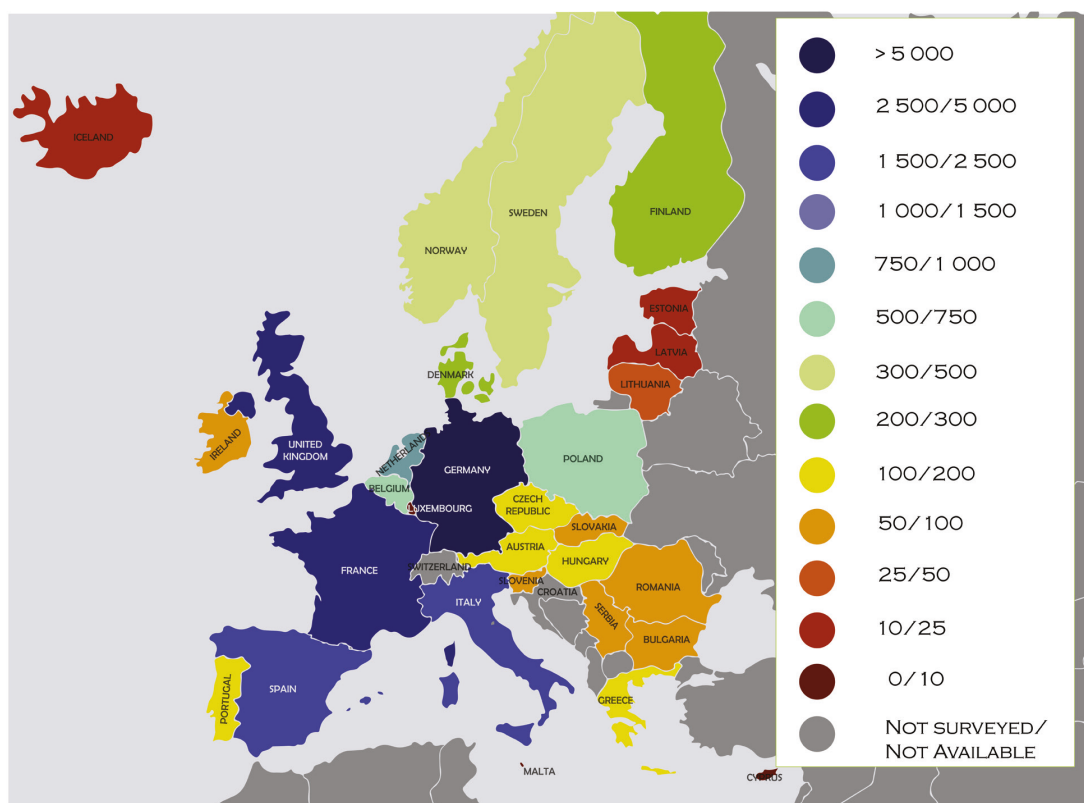 ICELAND
NORWAY
SWEDEN
FINLAND
ESTONIA
LATVIA
LITHUANIA
DENMARK
IRELAND
UNITED
KINGDOM
NETHERLAND
BELGIUM
LUXEMBOURG
GERMANY
POLAND
CZECH
REPUBLIC
SLOVAKIA
AUSTRIA
HUNGARY
FRANCE
SWITZERLAND
SLOVENIA
CROATIA
ITALY
ROMANIA
SERBIA
BULGARIA
PORTUGAL
SPAIN
GREECE
MALTA
CYPRUS
> 5 000
2 500/5 000
1 500/2 500
1 000/1 500
750/1 000
500/750
300/500
200/300
100/200
50/100
25/50
10/25
0/10
NOT SURVEYED/
NOT AVAILABLE